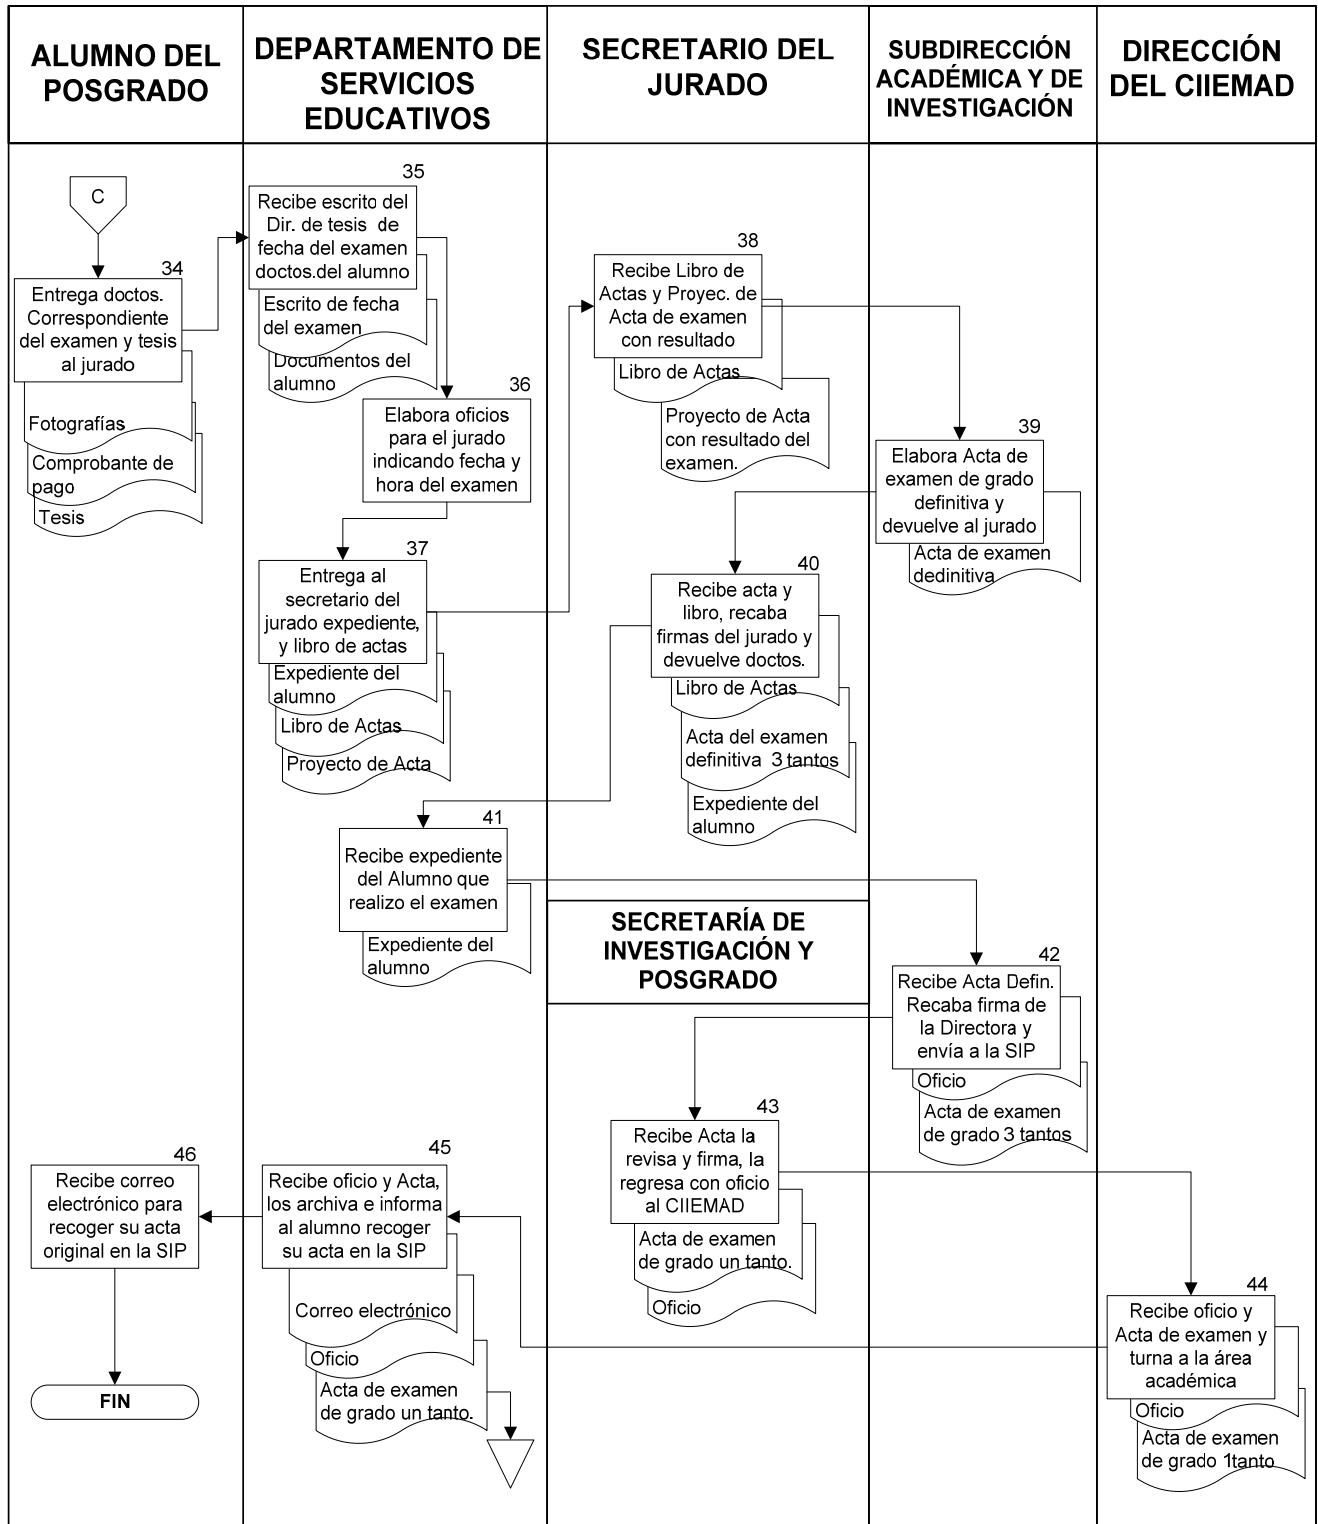 ALUMNO DEL
POSGRADO
DEPARTAMENTO DE
SERVICIOS
EDUCATIVOS
SECRETARIO DEL
JURADO
SUBDIRECCIÓN
ACADÉMICA Y DE
INVESTIGACIÓN
DIRECCIÓN
DEL CIIEMAD
C
34
Entrega doctos.
Correspondiente
del examen y tesis
al jurado
Fotografías
Comprobante de
pago
Tesis
35
Recibe escrito del
Dir. de tesis de
fecha del examen
doctos.del alumno
Escrito de fecha
del examen
Documentos del
alumno
36
Elabora oficios
para el jurado
indicando fecha y
hora del examen
37
Entrega al
secretario del
jurado expediente,
y libro de actas
Expediente del
alumno
Libro de Actas
Proyecto de Acta
38
Recibe Libro de
Actas y Proyec. de
Acta de examen
con resultado
Libro de Actas
Proyecto de Acta
con resultado del
examen.
39
Elabora Acta de
examen de grado
definitiva y
devuelve al jurado
Acta de examen
dedinitiva
40
Recibe acta y
libro, recaba
firmas del jurado y
devuelve doctos.
Libro de Actas
Acta del examen
definitiva 3 tantos
Expediente del
alumno
41
Recibe expediente
del Alumno que
realizo el examen
Expediente del
alumno
SECRETARÍA DE
INVESTIGACIÓN Y
POSGRADO
42
Recibe Acta Defin.
Recaba firma de
la Directora y
envía a la SIP
Oficio
Acta de examen
de grado 3 tantos
43
Recibe Acta la
revisa y firma, la
regresa con oficio
al CIIEMAD
Acta de examen
de grado un tanto.
Oficio
44
Recibe oficio y
Acta de examen y
turna a la área
académica
Oficio
Acta de examen
de grado 1tanto
45
Recibe oficio y Acta,
los archiva e informa
al alumno recoger
su acta en la SIP
Correo electrónico
Oficio
Acta de examen
de grado un tanto.
46
Recibe correo
electrónico para
recoger su acta
original en la SIP
FIN